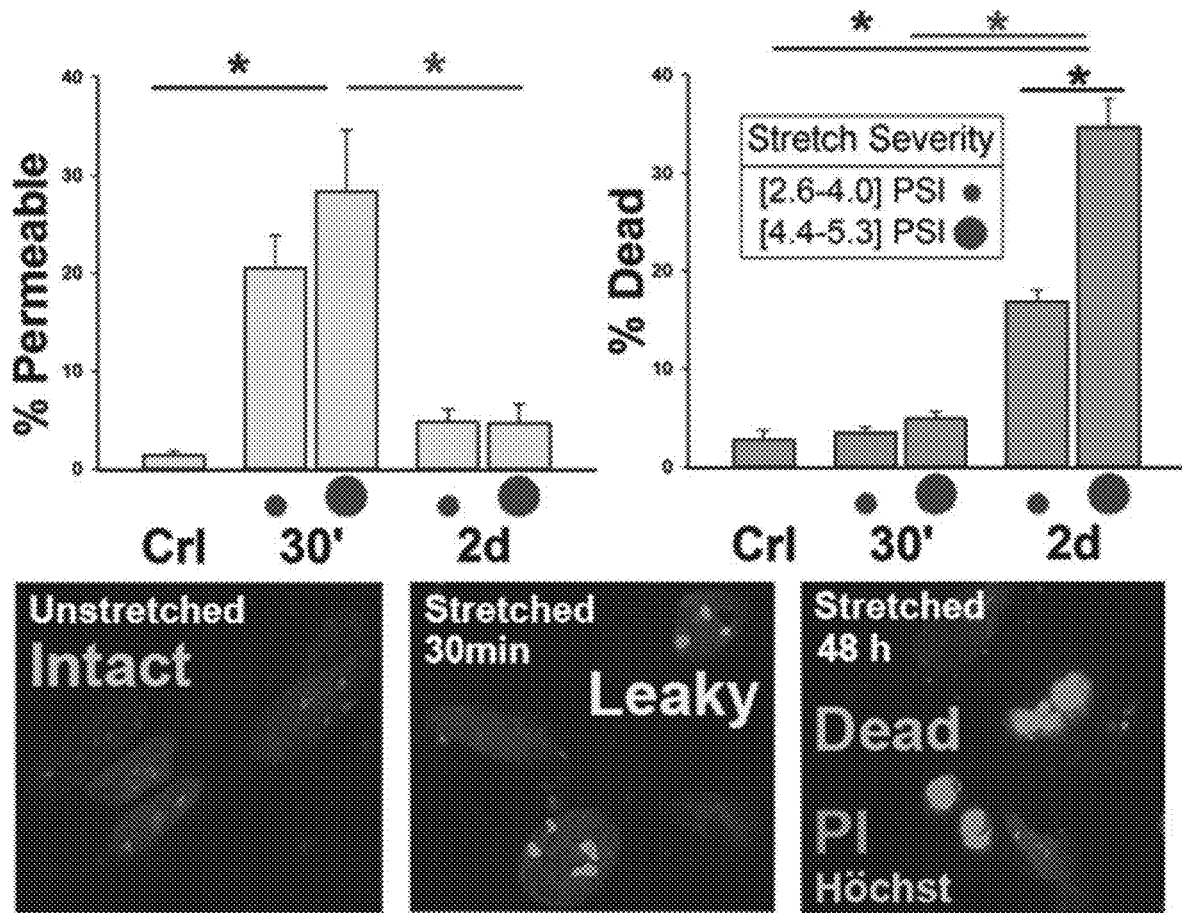 *
*
% Permeable
40
30
20
10
0
Crl
30'
2d
*
*
*
% Dead
40
30
20
10
0
Stretch Severity
[2.6-4.0] PSI
[4.4-5.3] PSI
Crl
30'
2d
Unstretched
Intact
Stretched
30min
Leaky
Stretched
48 h
Dead
PI
Höchst